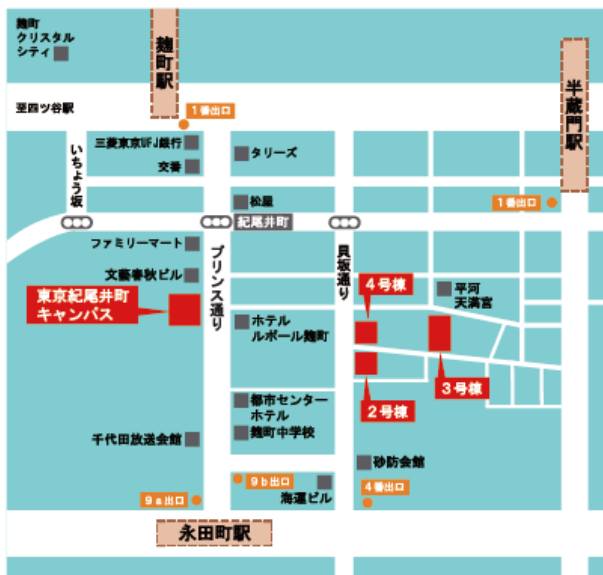 麹町
クリスタル
シティ
麹町駅
半蔵門駅
至四ツ谷駅
1番出口
いちょう坂
三菱東京UFJ銀行
交番
タリーズ
松屋
1番出口
紀尾井町
ファミリーマート
プリンス通り
貝坂通り
文藝春秋ビル
東京紀尾井町
キャンパス
4号棟
平河
天満宮
ホテル
ルポール麹町
3号棟
2号棟
都市センター
ホテル
麹町中学校
千代田放送会館
砂防会館
9a出口
9b出口
海運ビル
4番出口
永田町駅